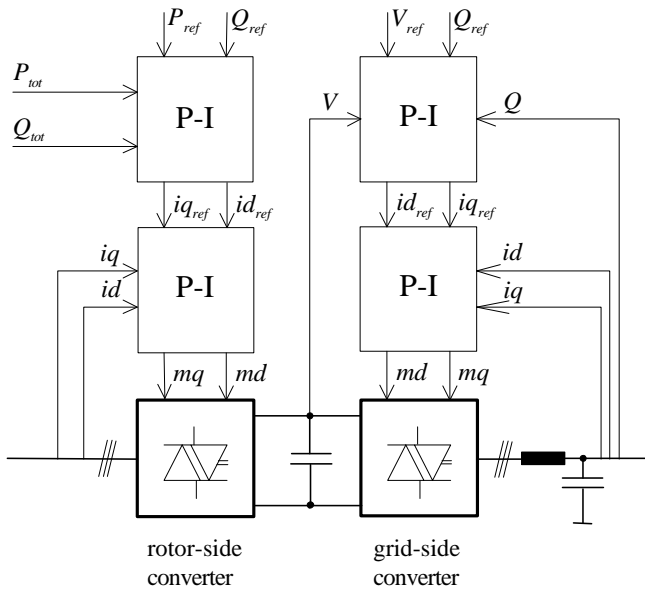 P_ref Q_ref V_ref Q_ref
P_tot
V Q
P-I P-I
Q_tot
iq_ref id_ref id_ref iq_ref
iq id
id P-I P-I iq
mq md md mq
rotor-side grid-side
converter converter